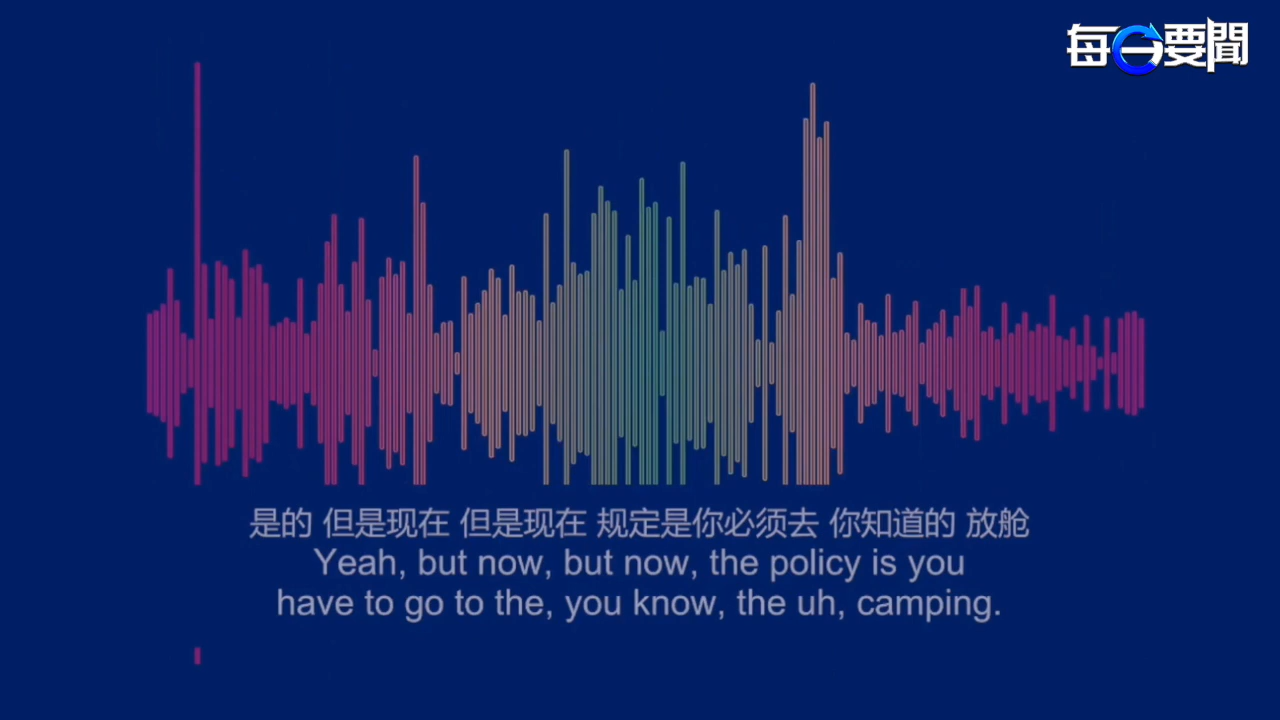 每日要聞
是的 但是现在 但是现在 规定是你必须去 你知道的 放舱
Yeah, but now, but now, the policy is you
have to go to the, you know, the uh, camping.